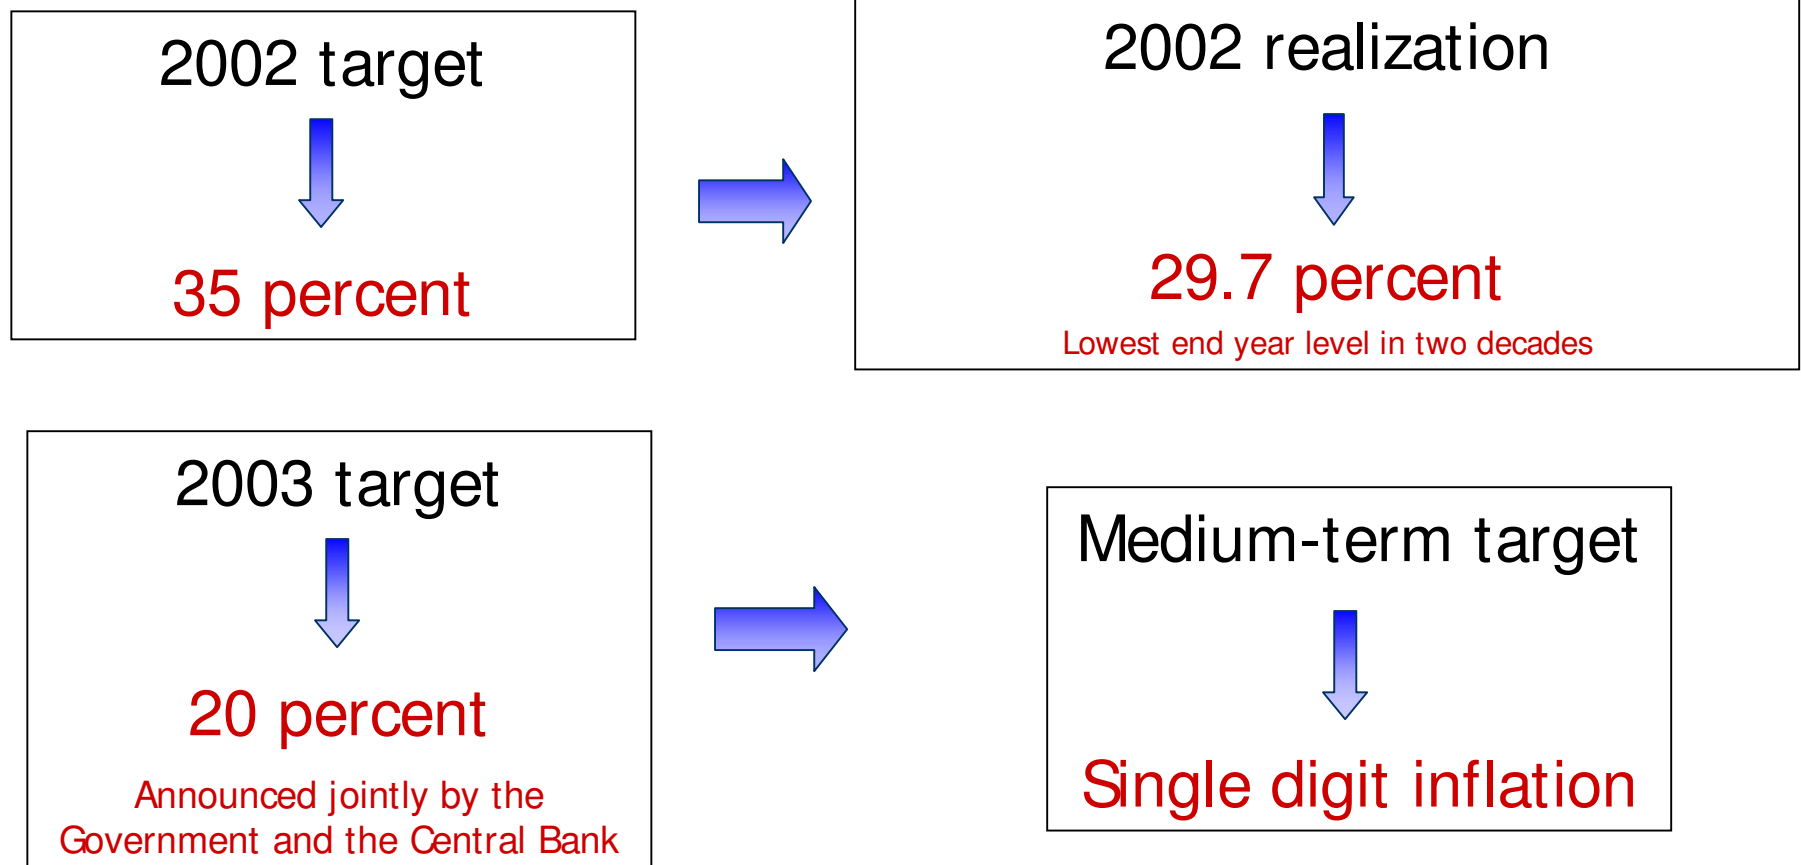 2002 target
35 percent
2002 realization
29.7 percent
Lowest end year level in two decades
2003 target
20 percent
Announced jointly by the
Government and the Central Bank
Medium-term target
Single digit inflation